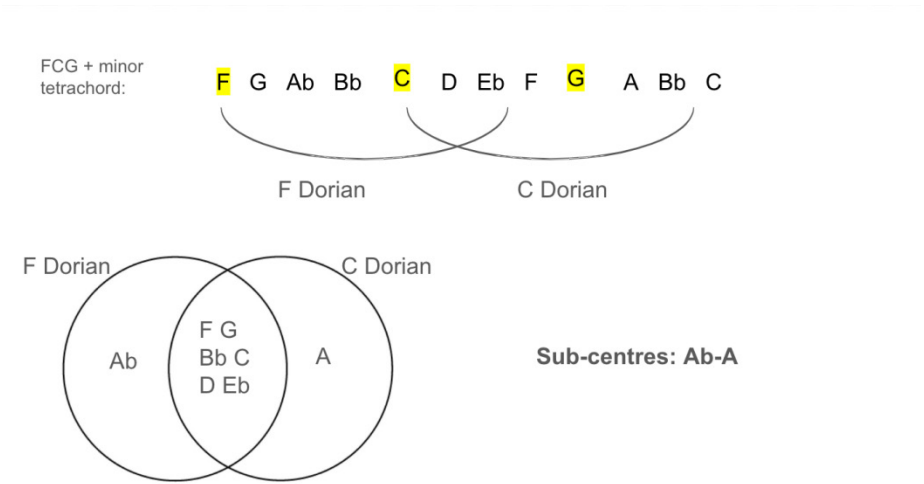 FCG + minor
tetrachord:
F G Ab Bb C D Eb F G A Bb C
F Dorian
C Dorian
F Dorian
C Dorian
F G
Ab
Bb C
A
D Eb
Sub-centres: Ab-A